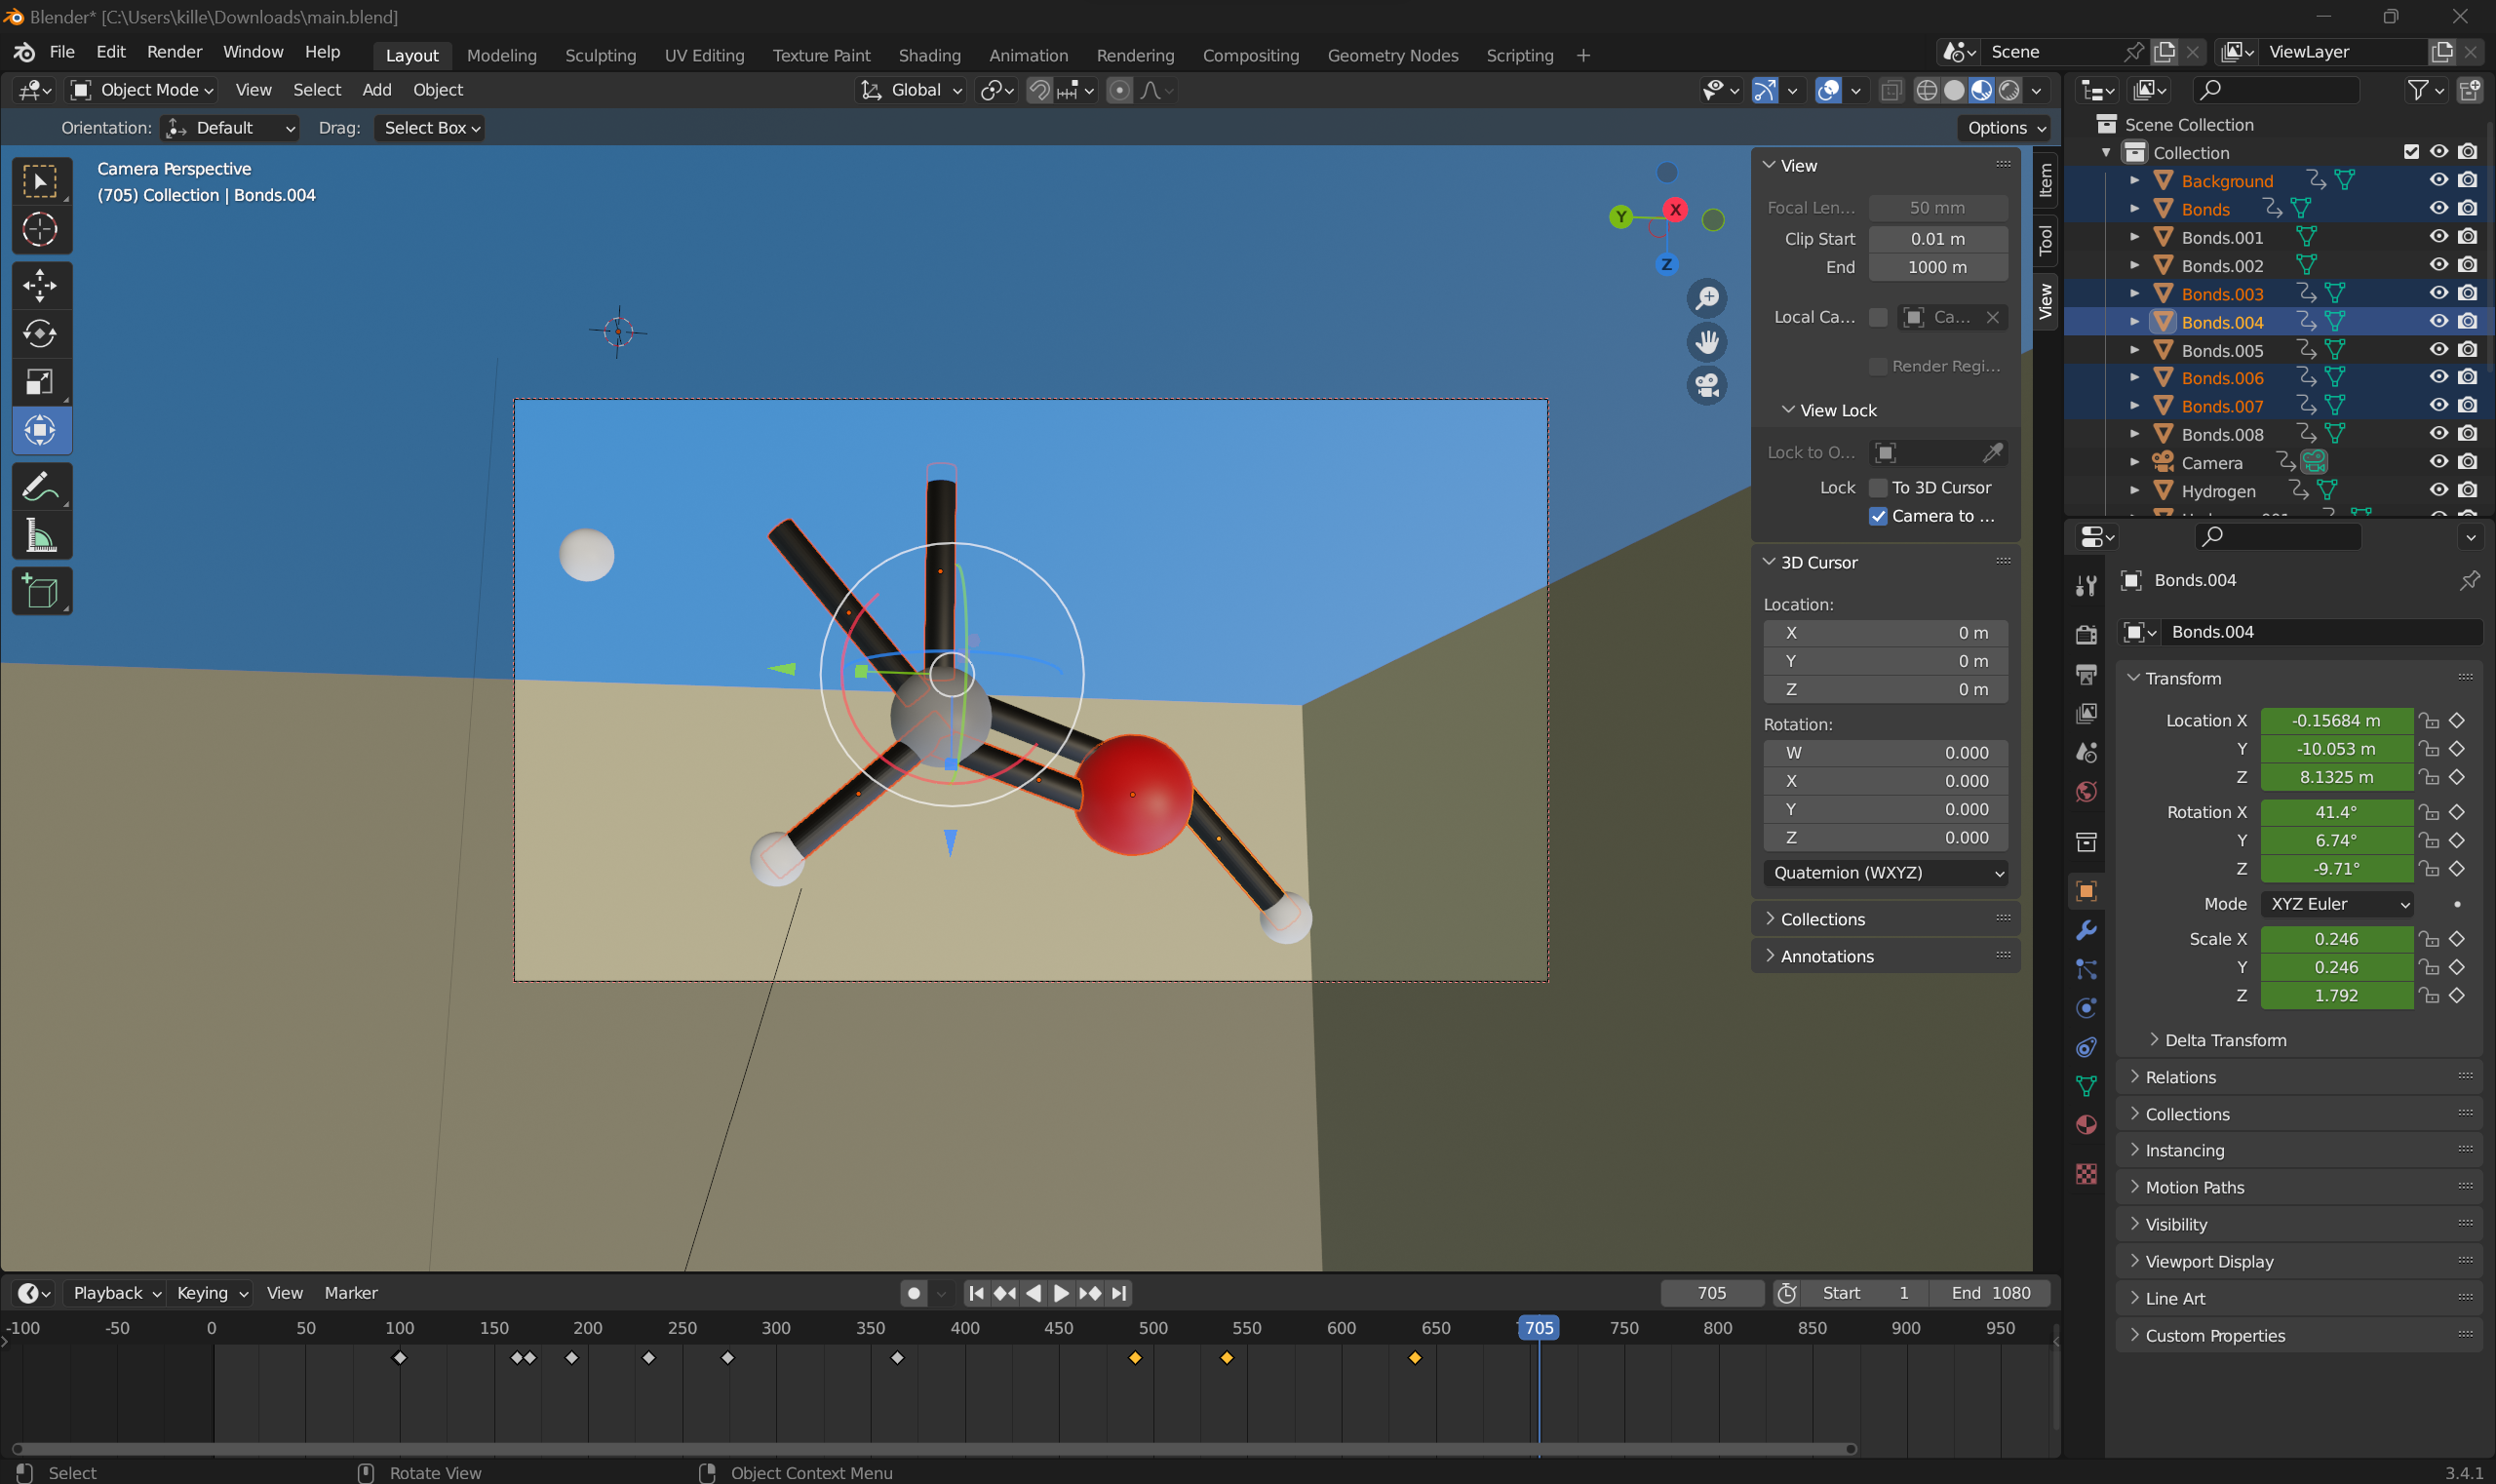 Blender* [C:\Users\kille\Downloads\main.blend]
File Edit Render Window Help
Layout Modeling Sculpting UV Editing Texture Paint Shading Animation Rendering Compositing Geometry Nodes Scripting +
Scene
ViewLayer
Object Mode View Select Add Object
Global
Orientation: Default Drag: Select Box
Options
Camera Perspective
(705) Collection | Bonds.004
Y X
Z
Item
Tool
View
View
Focal Len... 50 mm
Clip Start 0.01 m
End 1000 m
Local Ca... Ca...
Render Regi...
View Lock
Lock to O...
Lock To 3D Cursor
Camera to ...
3D Cursor
Location:
X 0 m
Y 0 m
Z 0 m
Rotation:
W 0.000
X 0.000
Y 0.000
Z 0.000
Quaternion (WXYZ)
Collections
Annotations
Scene Collection
Collection
Background
Bonds
Bonds.001
Bonds.002
Bonds.003
Bonds.004
Bonds.005
Bonds.006
Bonds.007
Bonds.008
Camera
Hydrogen
Bonds.004
Bonds.004
Transform
Location X -0.15684 m
Y -10.053 m
Z 8.1325 m
Rotation X 41.4°
Y 6.74°
Z -9.71°
Mode XYZ Euler
Scale X 0.246
Y 0.246
Z 1.792
Delta Transform
Relations
Collections
Instancing
Motion Paths
Visibility
Viewport Display
Line Art
Custom Properties
Playback Keying View Marker
705 Start 1 End 1080
-100 -50 0 50 100 150 200 250 300 350 400 450 500 550 600 650 705 750 800 850 900 950
Select Rotate View Object Context Menu
3.4.1